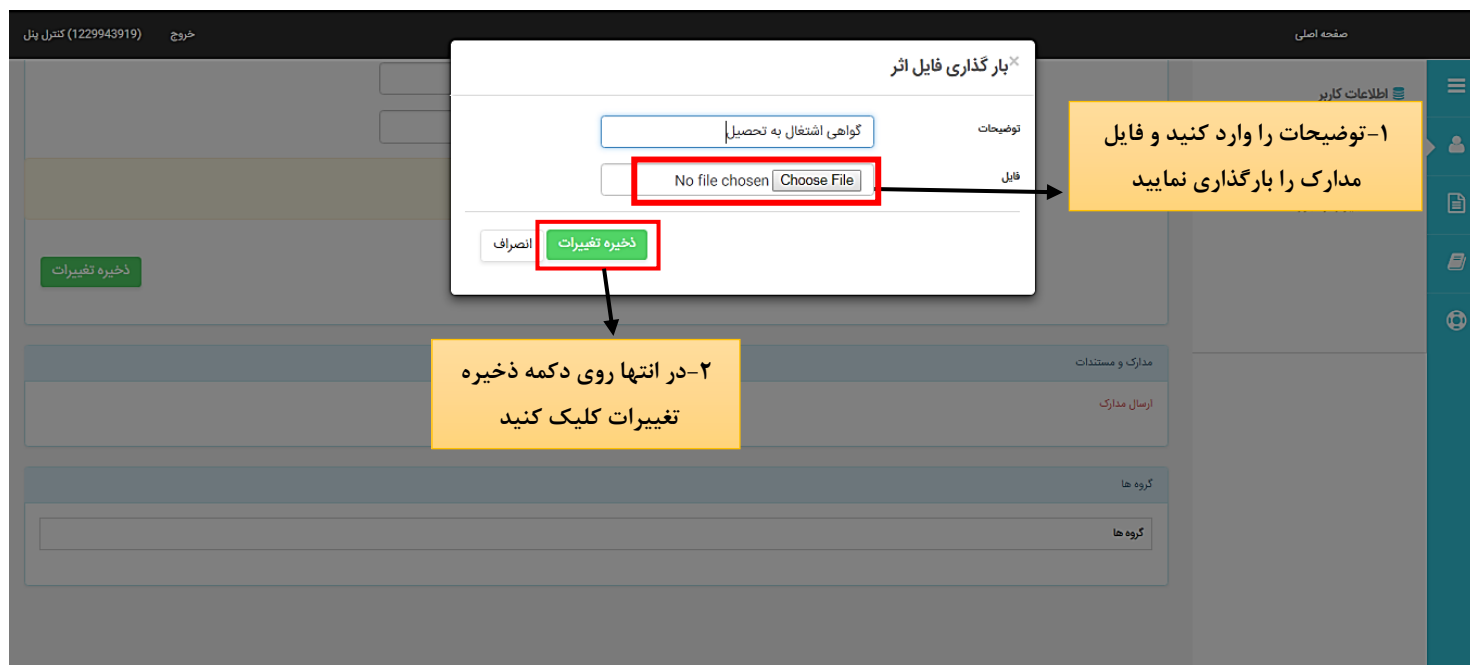 صفحه اصلی
خروج (1229943919) کنترل پنل
اطلاعات کاربر
×بار گذاری فایل اثر
توضیحات
گواهی اشتغال به تحصیل
فایل
No file chosen Choose File
ذخیره تغییرات
انصراف
۱-توضیحات را وارد کنید و فایل
مدارک را بارگذاری نمایید
ذخیره تغییرات
۲-در انتها روی دکمه ذخیره
تغییرات کلیک کنید
مدارک و مستندات
ارسال مدارک
گروه ها
گروه ها